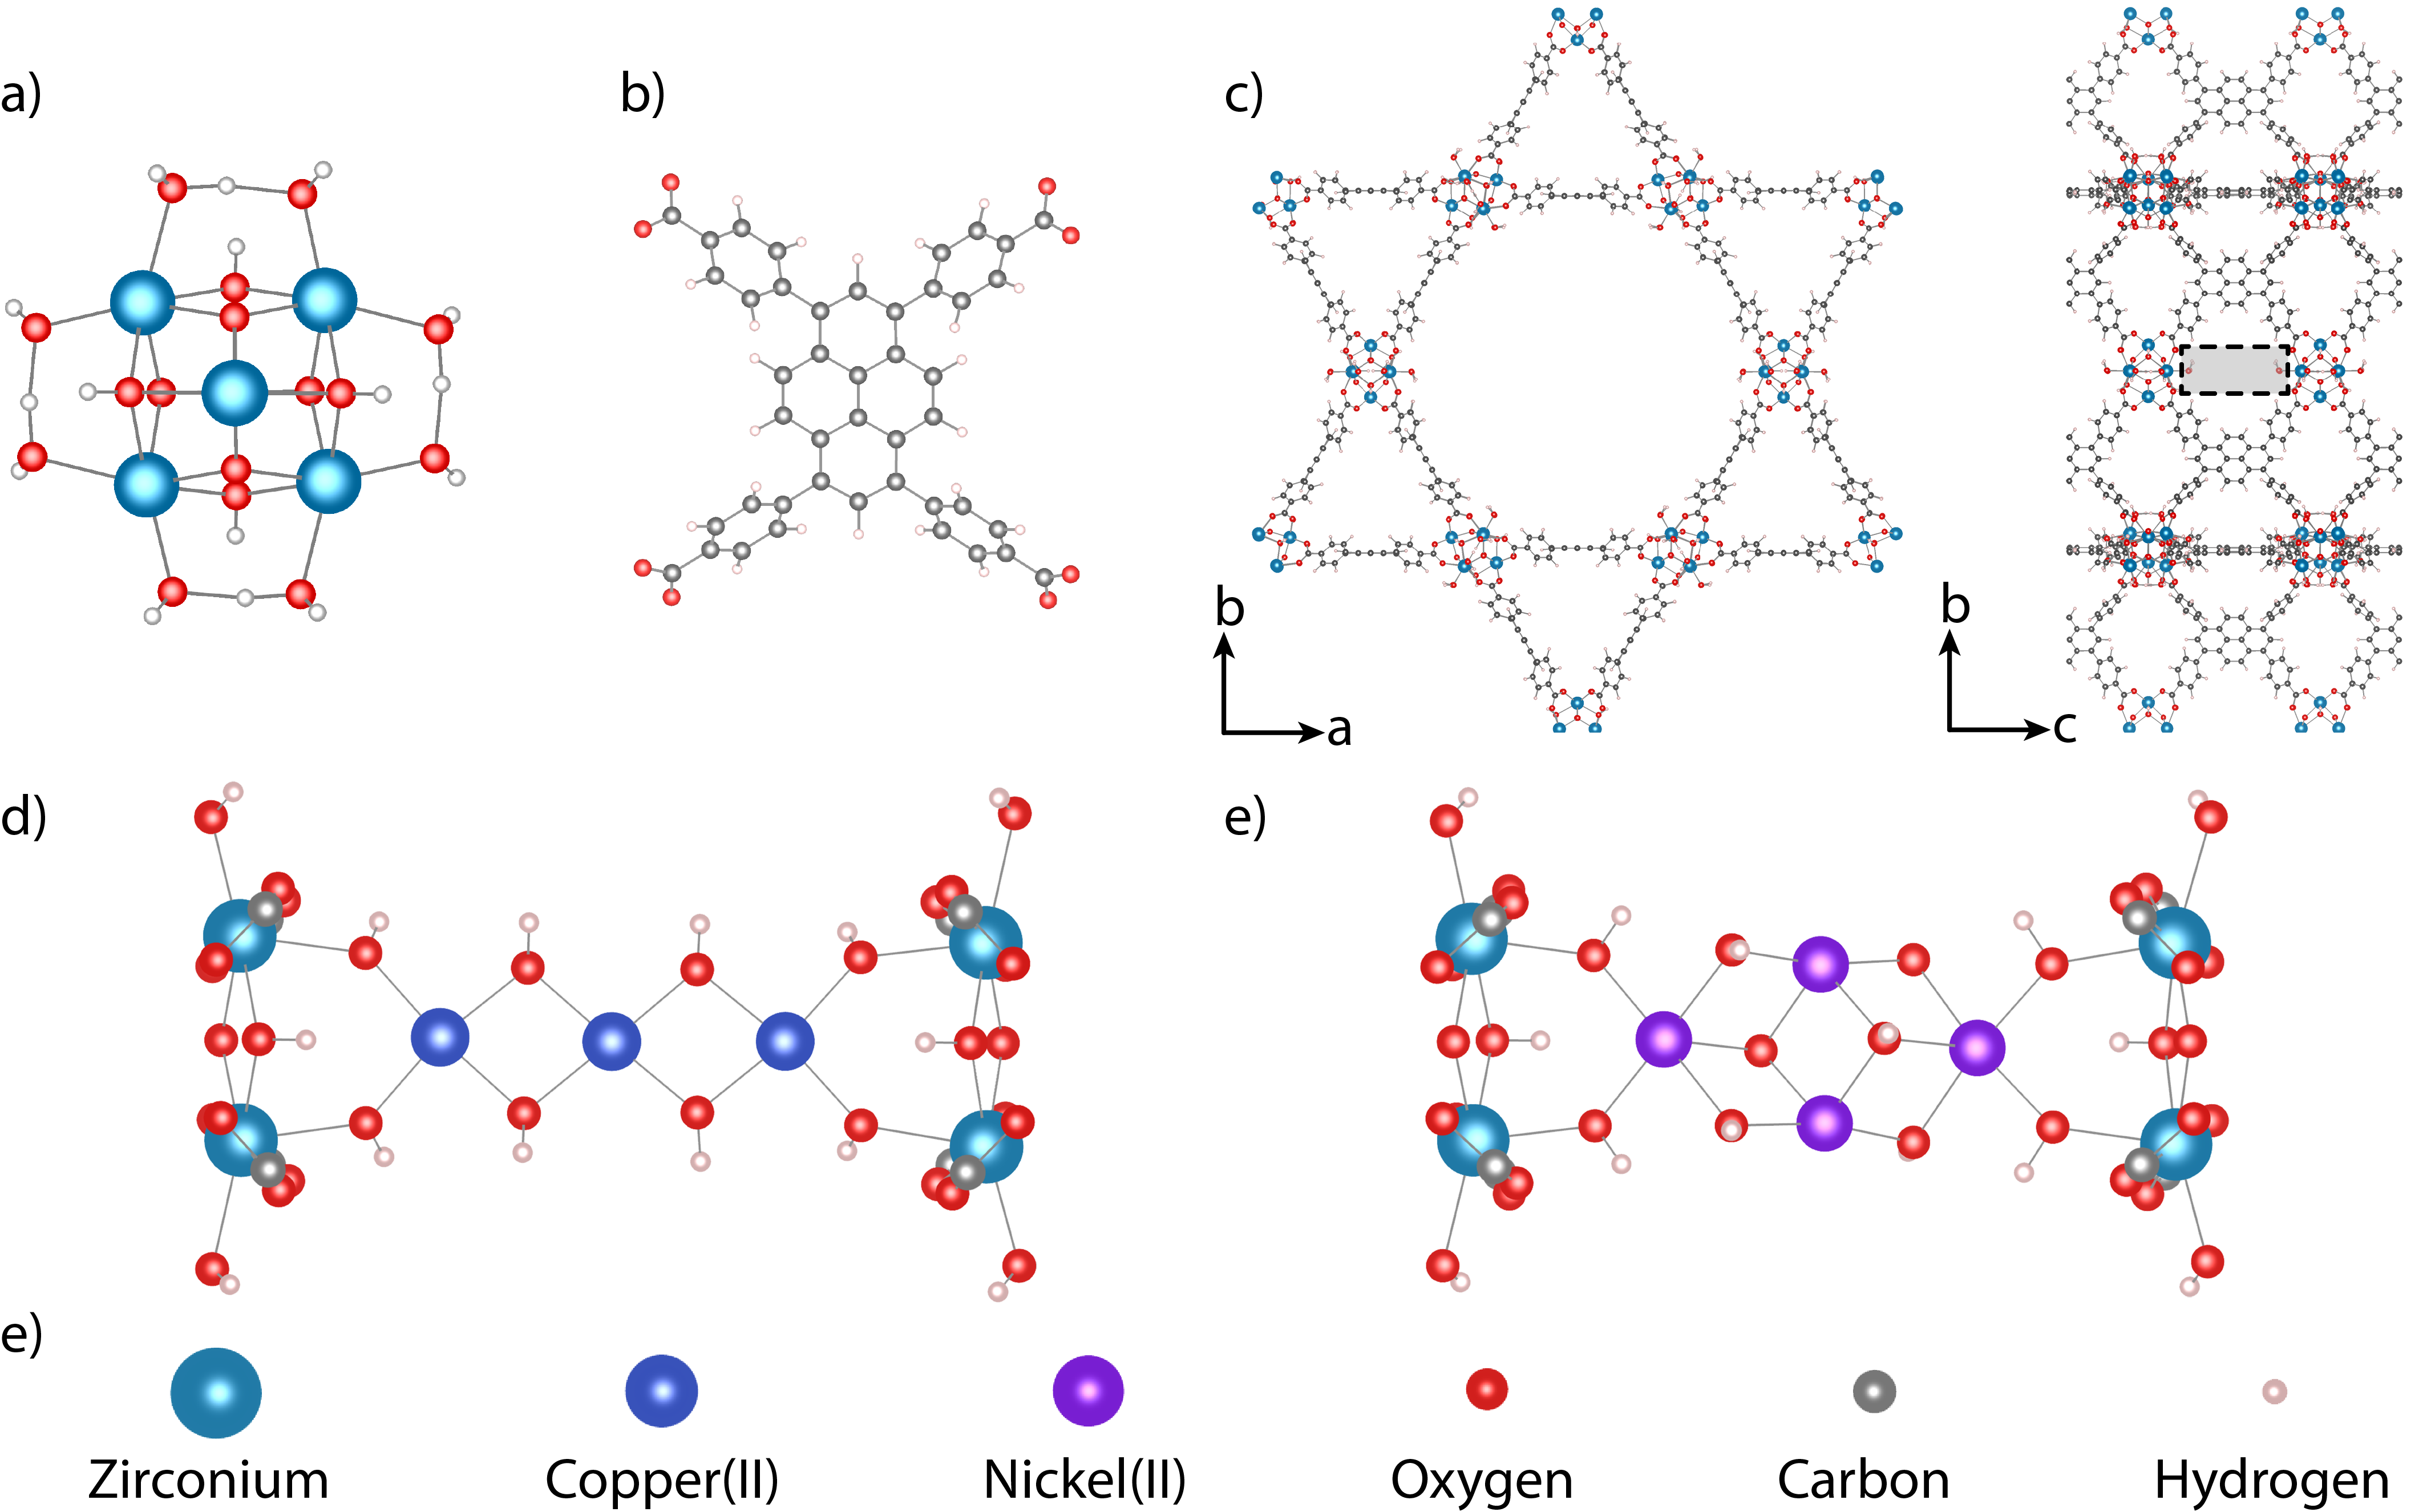 a)
b)
c)
b
a
b
c
d)
e)
e)
Zirconium
Copper(II)
Nickel(II)
Oxygen
Carbon
Hydrogen